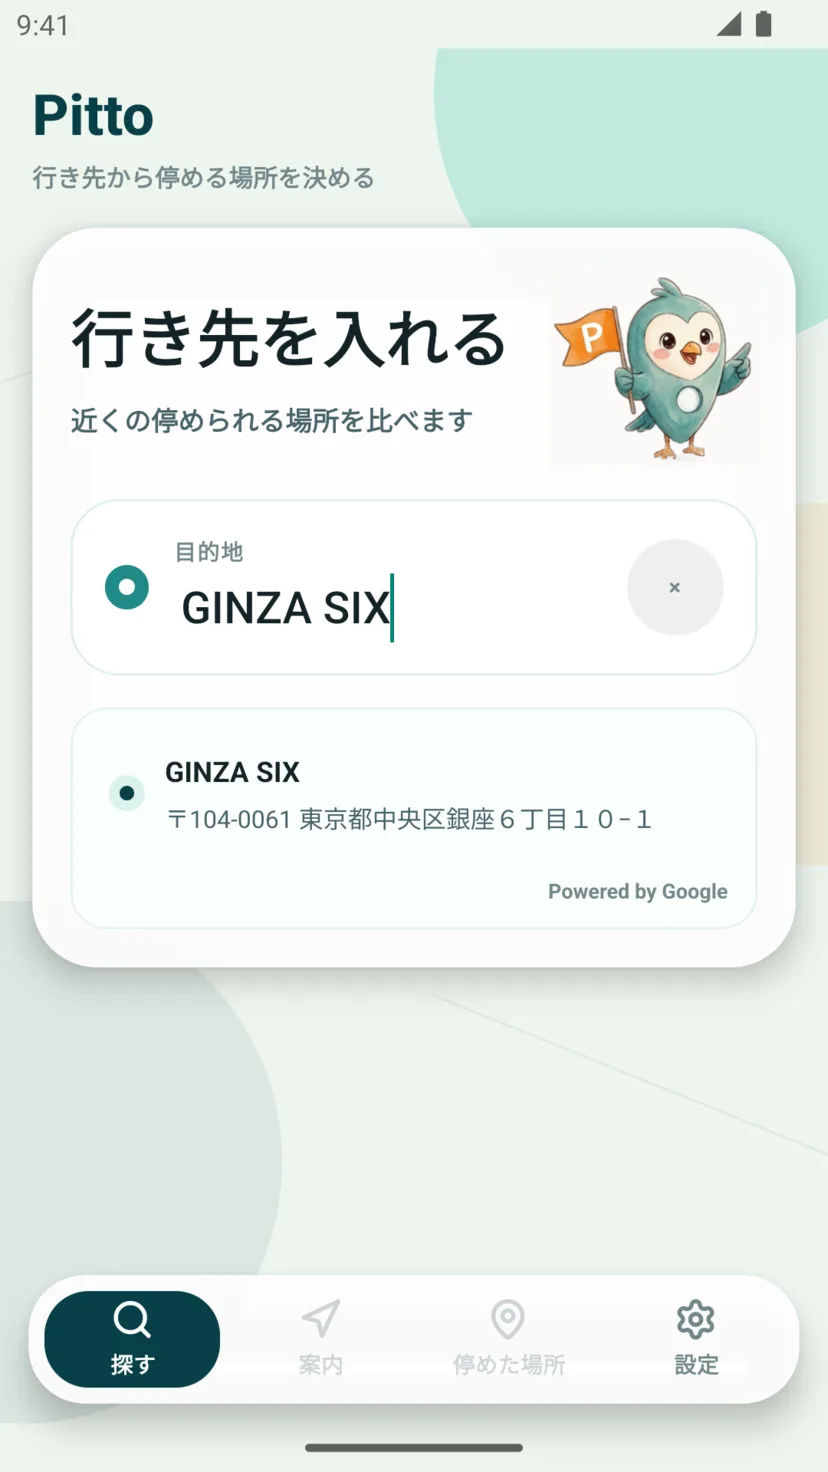 9:41
Pitto
行き先から停める場所を決める
行き先を入れる
P
近くの停められる場所を比べます
目的地
GINZA SIX
×
GINZA SIX
〒104-0061 東京都中央区銀座６丁目１０−１
Powered by Google
探す
案内
停めた場所
設定